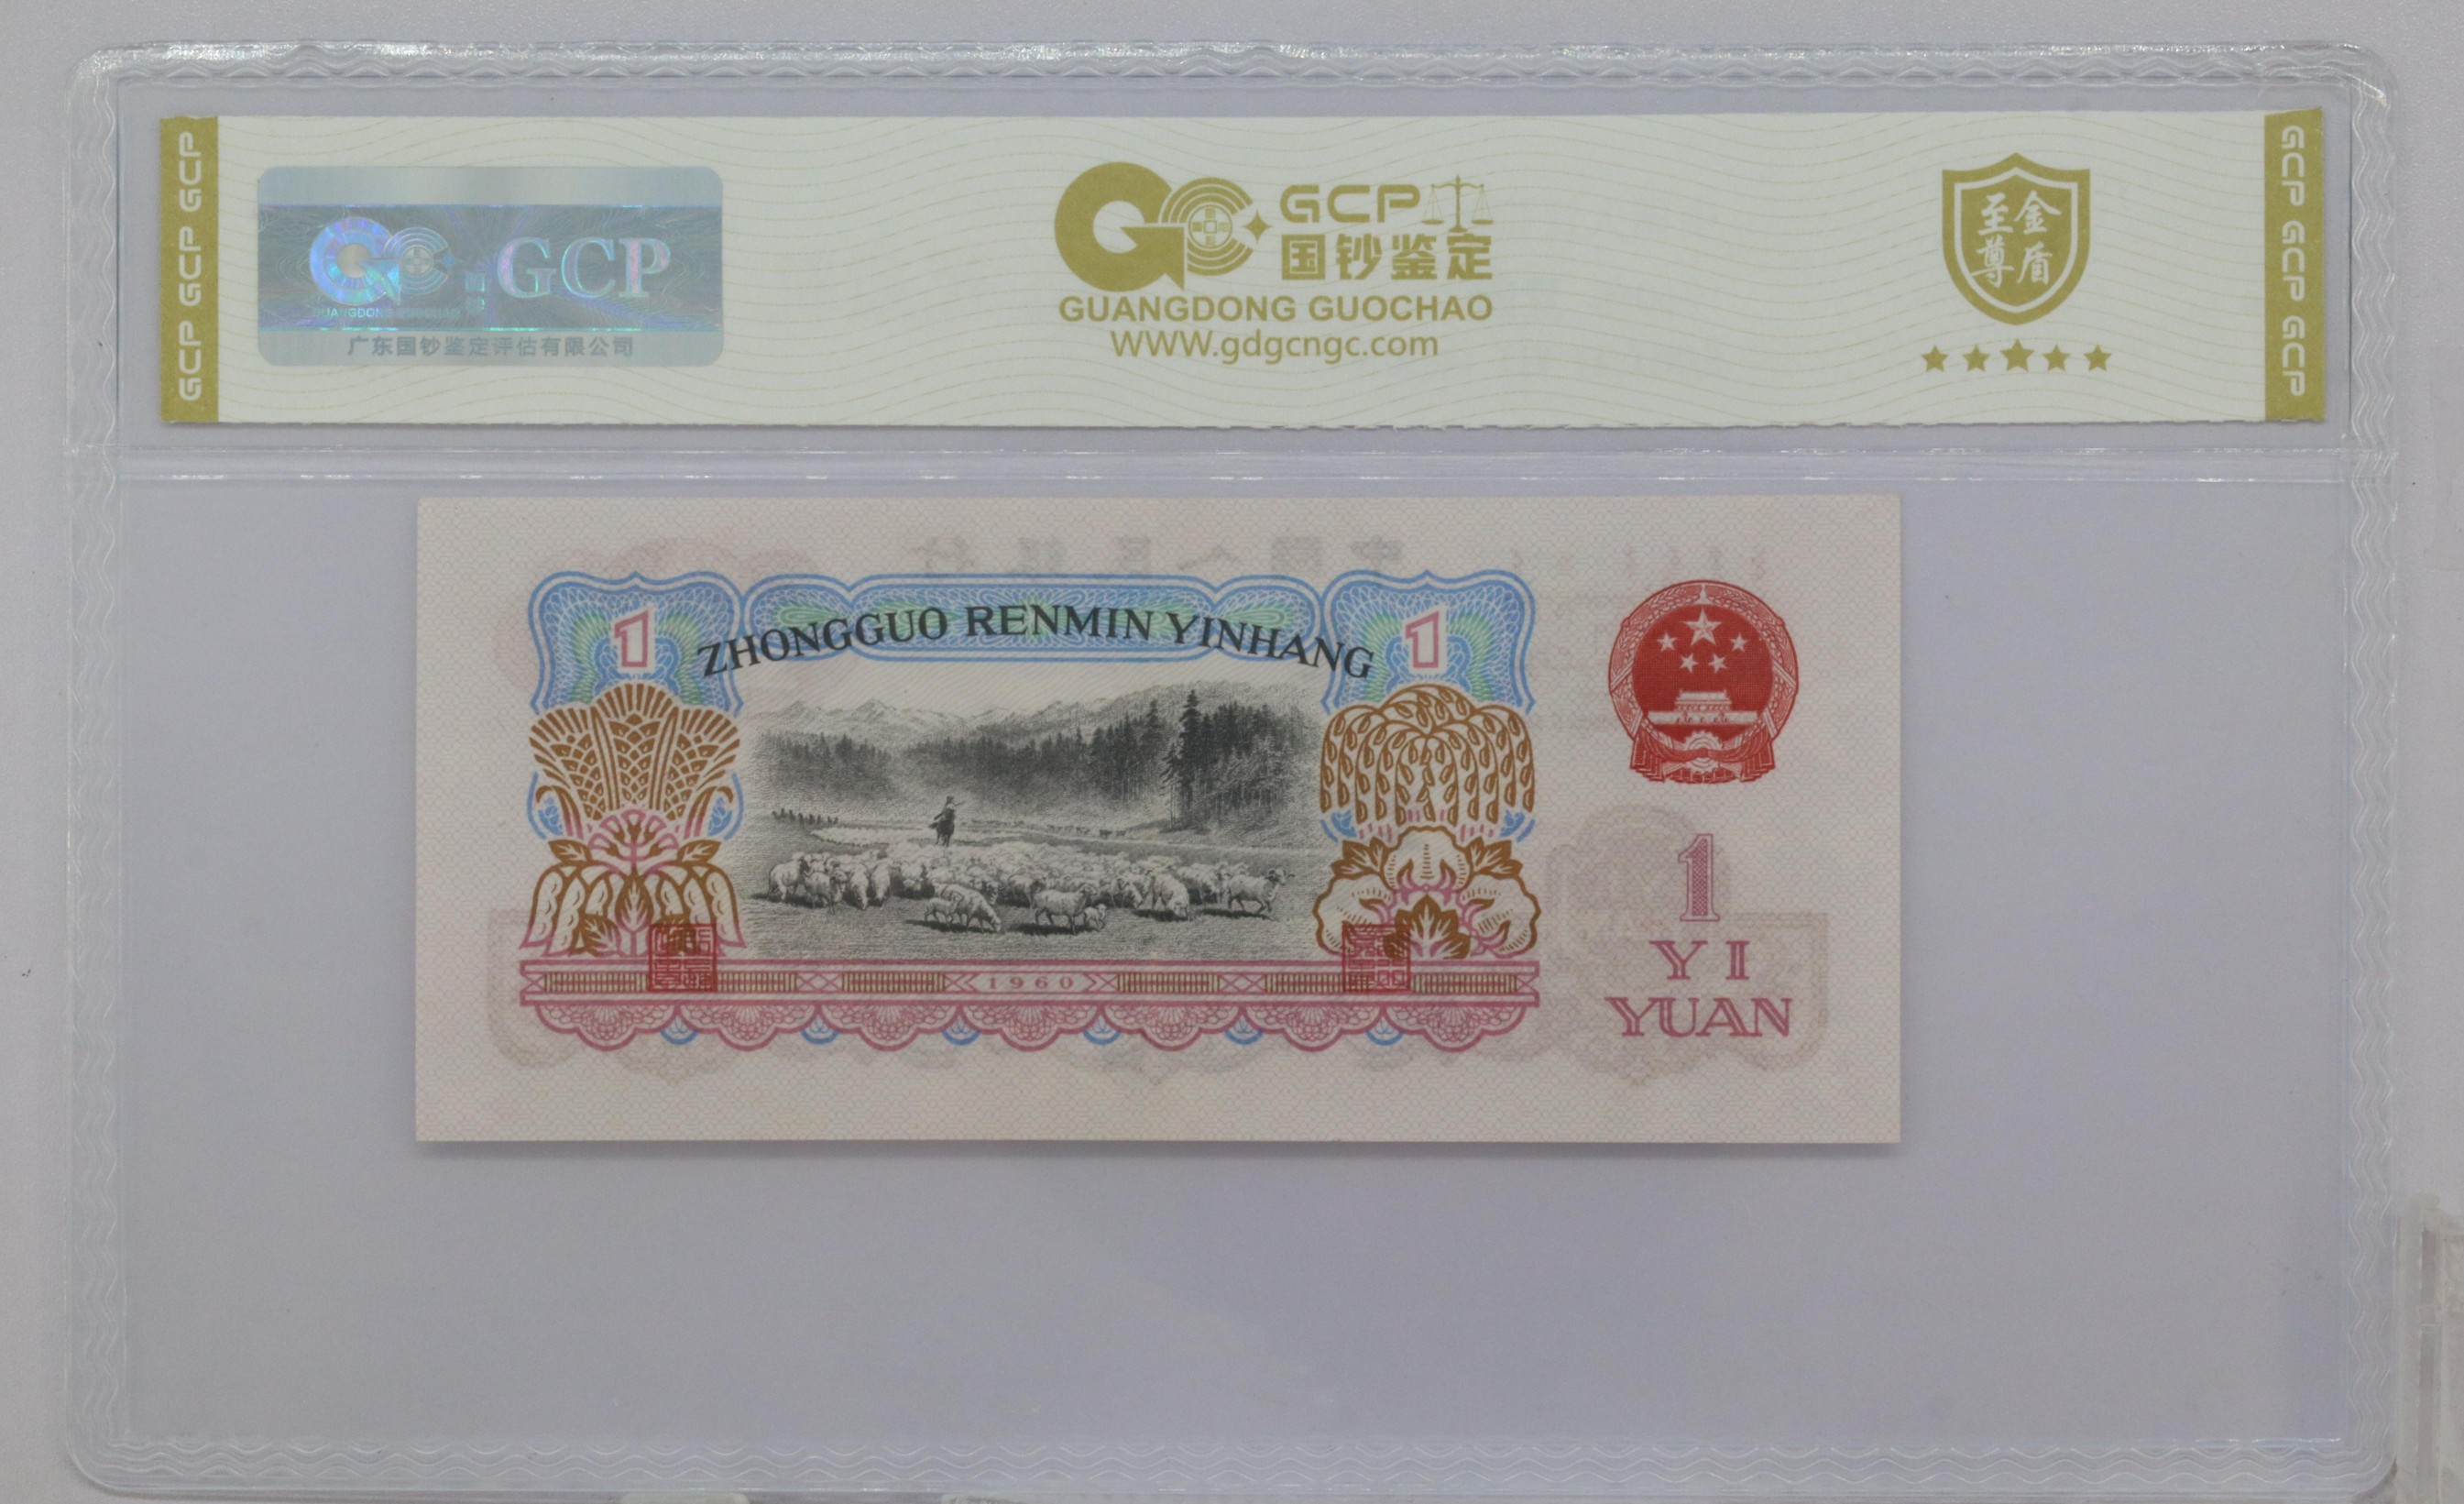 GCP GCP GCP
GCP
GUANGDONG GUOCHAO
广东国钞鉴定评估有限公司
GCP
国钞鉴定
GUANGDONG GUOCHAO
WWW.gdgcngc.com
至金
尊盾
GCP GCP GCP
1 ZHONGGUO RENMIN YINHANG 1
1960
1
YI
YUAN